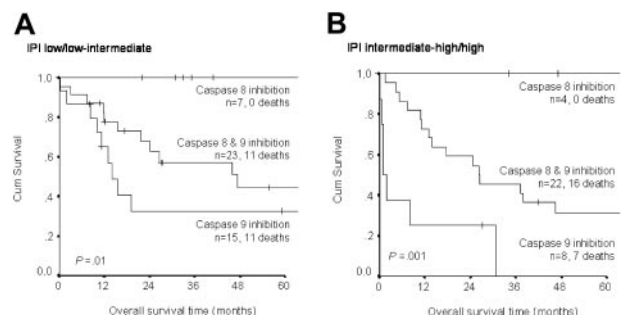 A
IPI low/low-intermediate
1.0
.8
.6
.4
.2
0.0
Cum Survival
Caspase 8 inhibition
n=7, 0 deaths
Caspase 8 & 9 inhibition
n=23, 11 deaths
Caspase 9 inhibition
n=15, 11 deaths
P = .01
0 12 24 36 48 60
Overall survival time (months)
B
IPI intermediate-high/high
1.0
.8
.6
.4
.2
0.0
Cum Survival
Caspase 8 inhibition
n=4, 0 deaths
Caspase 8 & 9 inhibition
n=22, 16 deaths
Caspase 9 inhibition
n=8, 7 deaths
P = .001
0 12 24 36 48 60
Overall survival time (months)